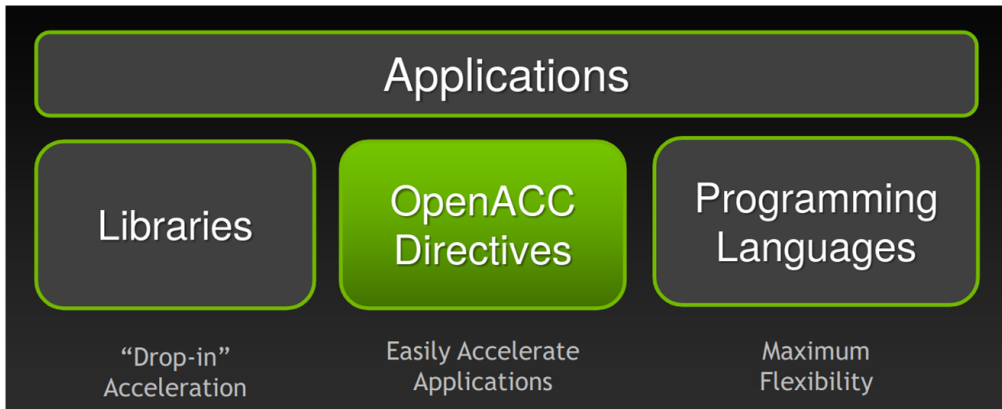 Applications
Libraries
OpenACC
Directives
Programming
Languages
“Drop-in”
Acceleration
Easily Accelerate
Applications
Maximum
Flexibility